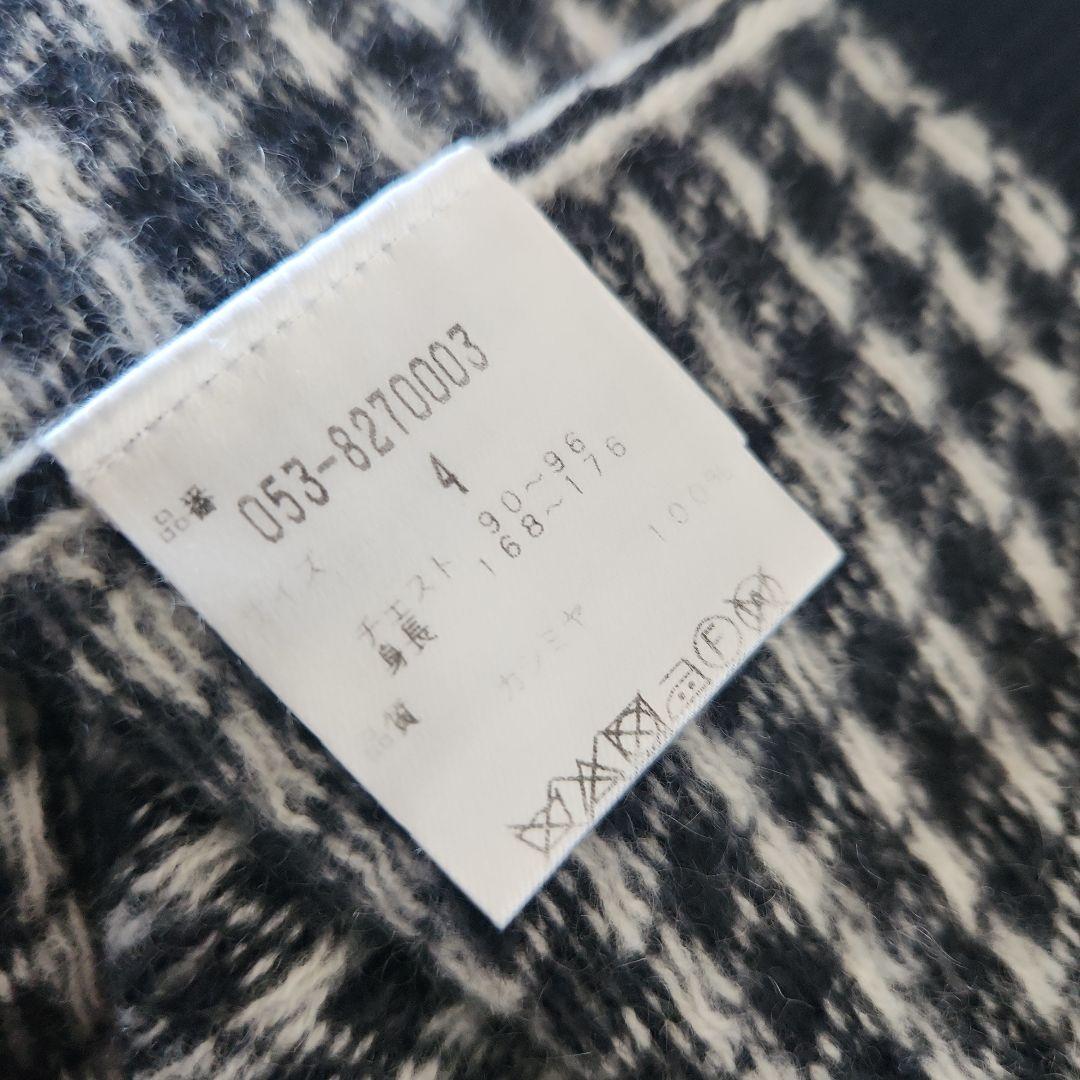 品番 053-8270003
サイズ 4
チェスト 90～96
身長 168～176
品質 カシミヤ 100%
F W